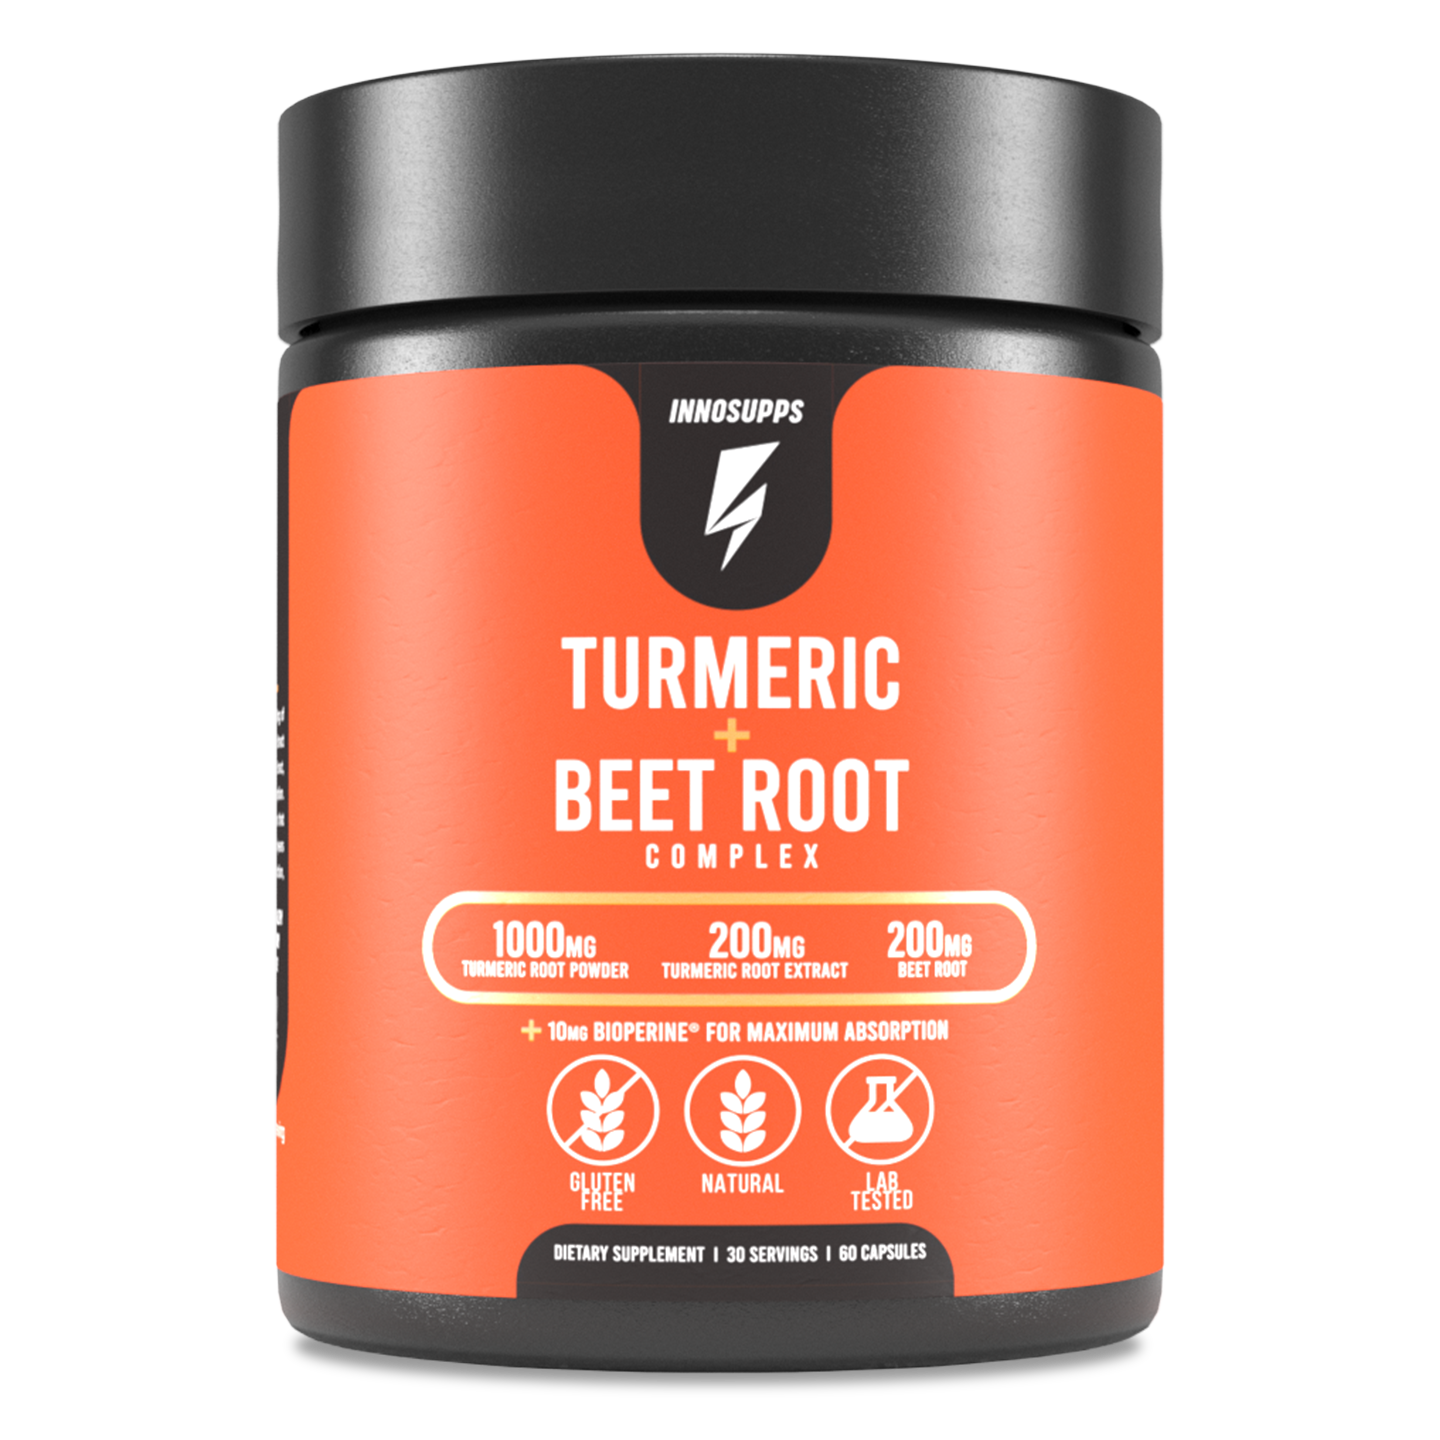 INNOSUPPS
TURMERIC
+
BEET ROOT
COMPLEX
1000MG
TURMERIC ROOT POWDER
200MG
TURMERIC ROOT EXTRACT
200MG
BEET ROOT
+ 10MG BIOPERINE® FOR MAXIMUM ABSORPTION
GLUTEN
FREE
NATURAL
LAB
TESTED
DIETARY SUPPLEMENT | 30 SERVINGS | 60 CAPSULES